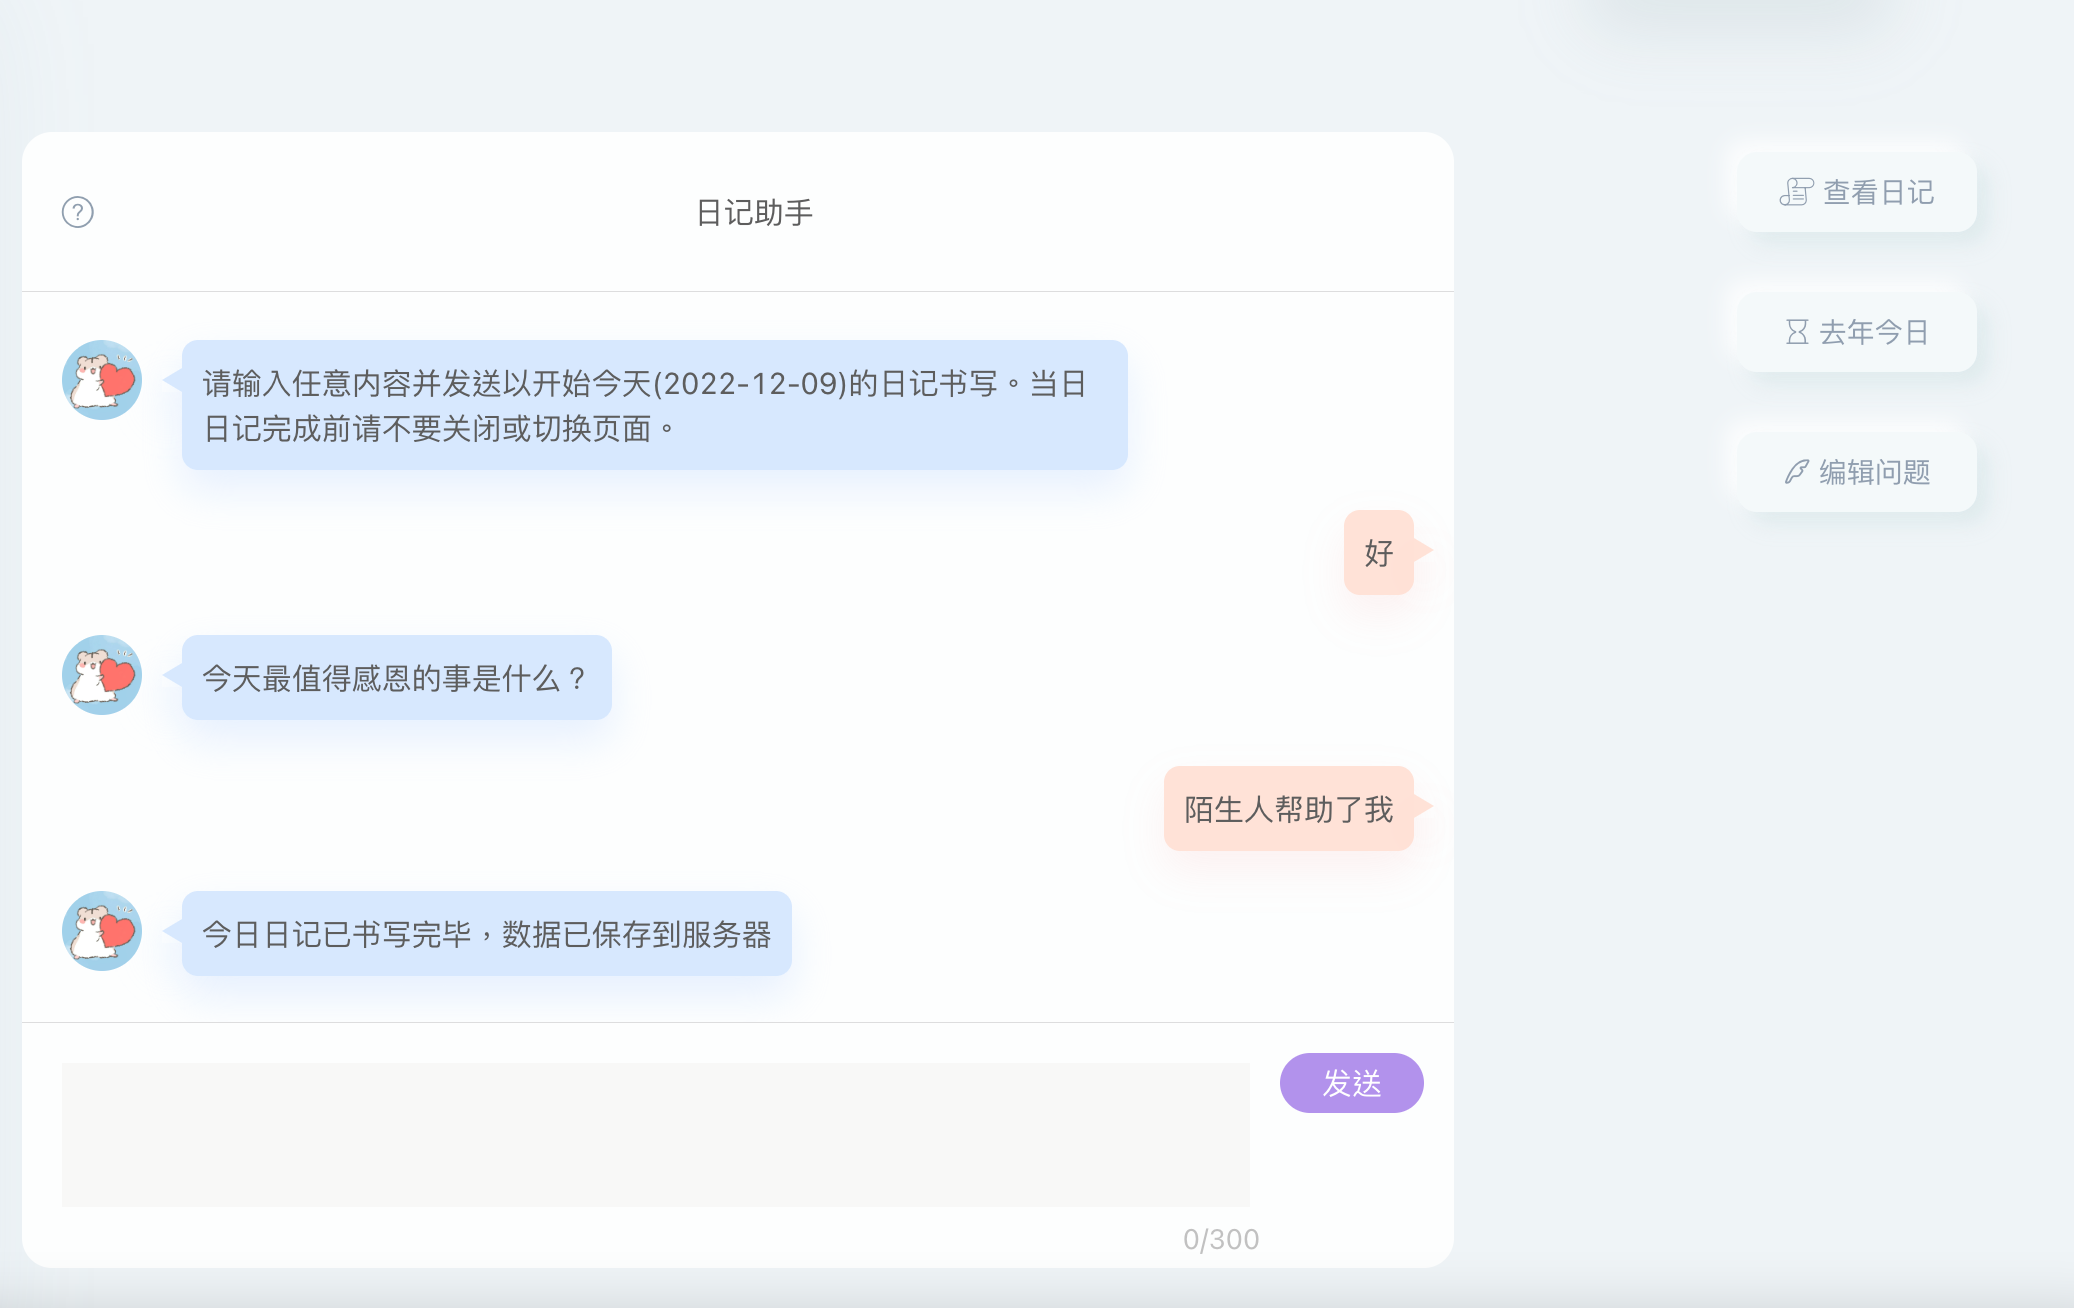 日记助手
请输入任意内容并发送以开始今天(2022-12-09)的日记书写。当日
日记完成前请不要关闭或切换页面。
好
今天最值得感恩的事是什么？
陌生人帮助了我
今日日记已书写完毕，数据已保存到服务器
发送
0/300
查看日记
去年今日
编辑问题